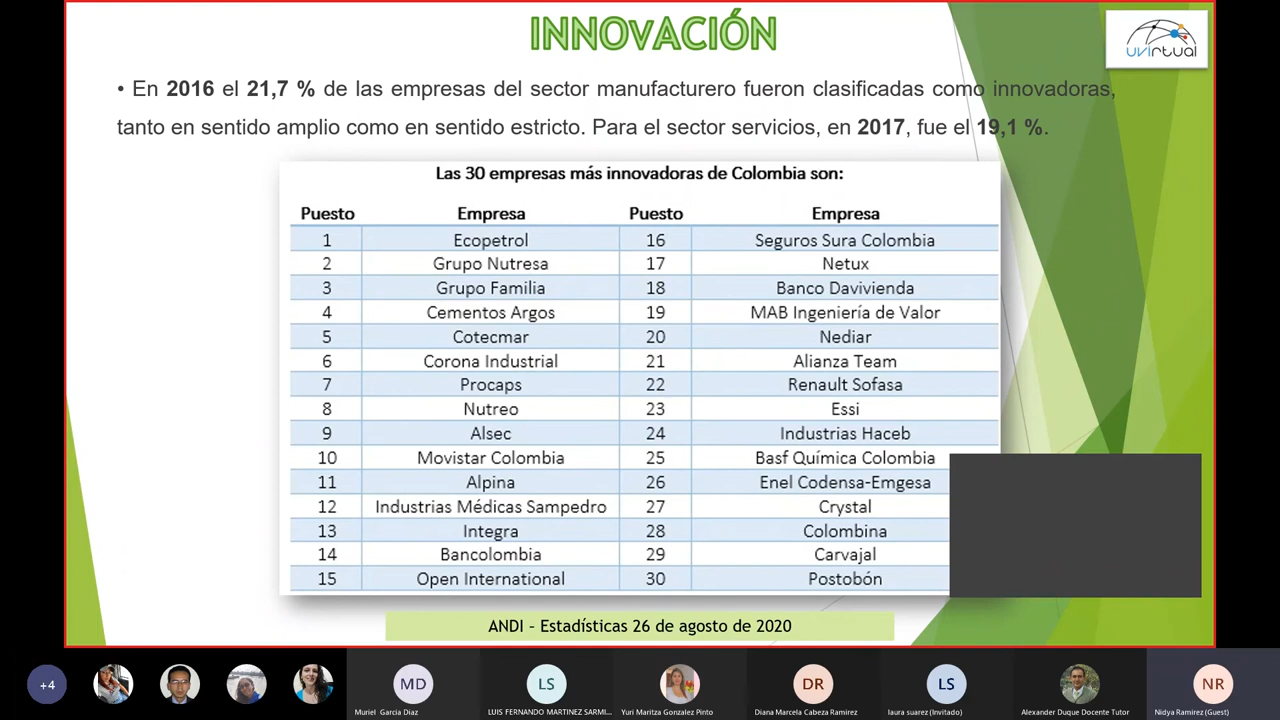 INNOVACIÓN
UVIRTUAL
• En 2016 el 21,7 % de las empresas del sector manufacturero fueron clasificadas como innovadoras,
tanto en sentido amplio como en sentido estricto. Para el sector servicios, en 2017, fue el 19,1 %.
Las 30 empresas más innovadoras de Colombia son:
Puesto Empresa Puesto Empresa
1 Ecopetrol 16 Seguros Sura Colombia
2 Grupo Nutresa 17 Netux
3 Grupo Familia 18 Banco Davivienda
4 Cementos Argos 19 MAB Ingeniería de Valor
5 Cotecmar 20 Nediar
6 Corona Industrial 21 Alianza Team
7 Procaps 22 Renault Sofasa
8 Nutreo 23 Essi
9 Alsec 24 Industrias Haceb
10 Movistar Colombia 25 Basf Química Colombia
11 Alpina 26 Enel Codensa-Emgesa
12 Industrias Médicas Sampedro 27 Crystal
13 Integra 28 Colombina
14 Bancolombia 29 Carvajal
15 Open International 30 Postobón
ANDI – Estadísticas 26 de agosto de 2020
+4 MD LS DR LS NR
Muriel Garcia Diaz LUIS FERNANDO MARTINEZ SARMI... Yuri Maritza Gonzalez Pinto Diana Marcela Cabeza Ramirez laura suarez (Invitado) Alexander Duque Docente Tutor Nidya Ramirez (Guest)